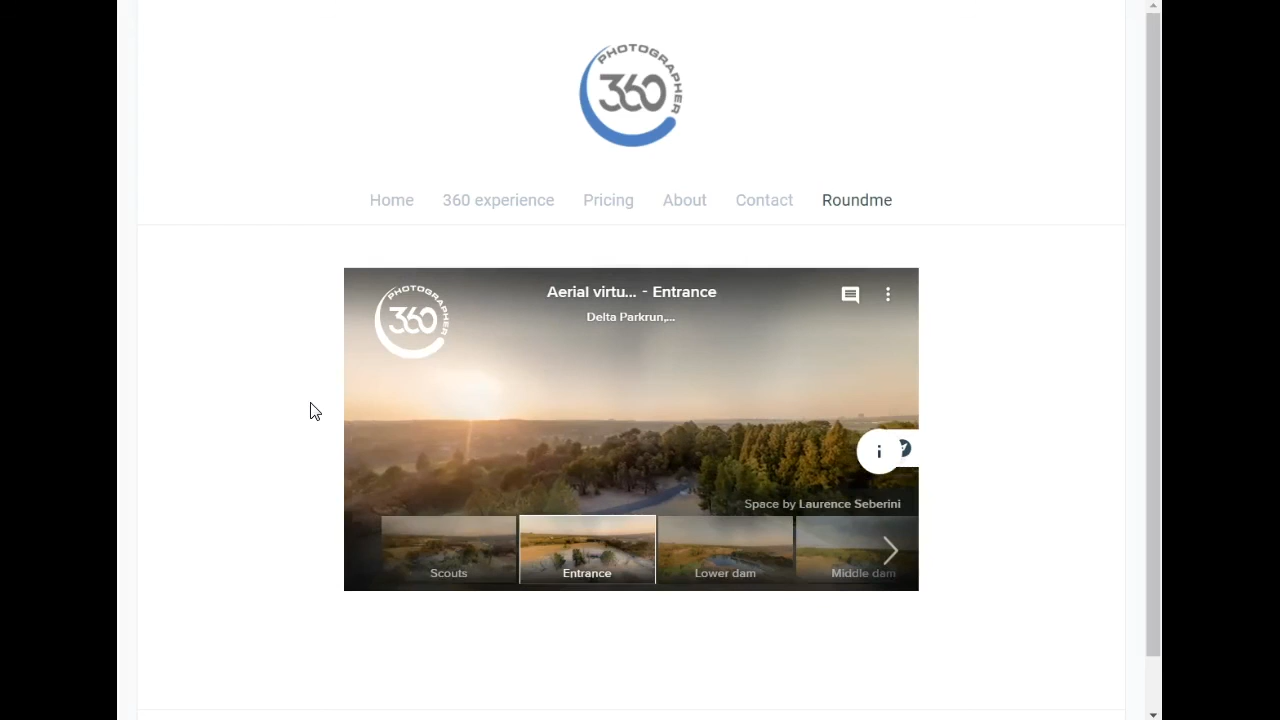 PHOTOGRAPHER
360
Home 360 experience Pricing About Contact Roundme
PHOTOGRAPHER
360
Aerial virtu... - Entrance
Delta Parkrun,...
i
Space by Laurence Seberini
Scouts Entrance Lower dam Middle dam